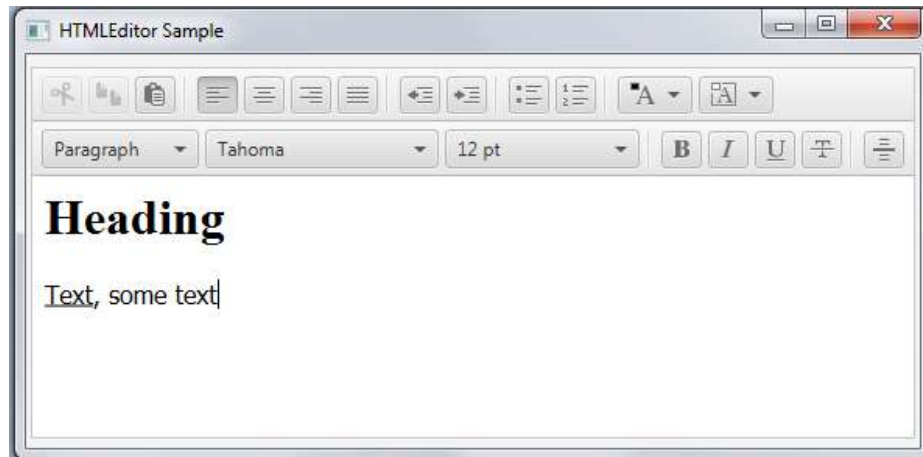 HTMLEditor Sample
A A
Paragraph Tahoma 12 pt B I U T
Heading
Text, some text